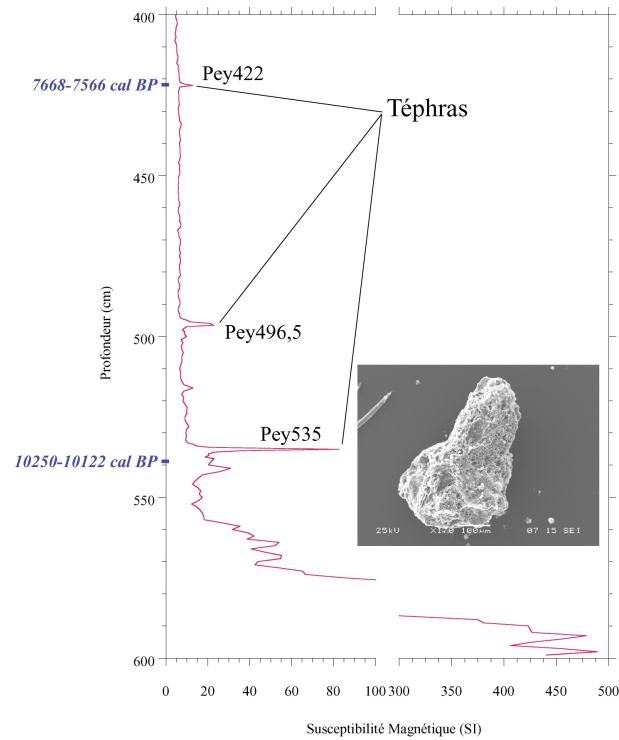 400
7668-7566 cal BP
Pey422
Téphras
450
Profondeur (cm)
500
Pey496,5
Pey535
10250-10122 cal BP
550
25kV
100µm
07 15 SEI
600
0 20 40 60 80 100 300 350 400 450 500
Susceptibilité Magnétique (SI)